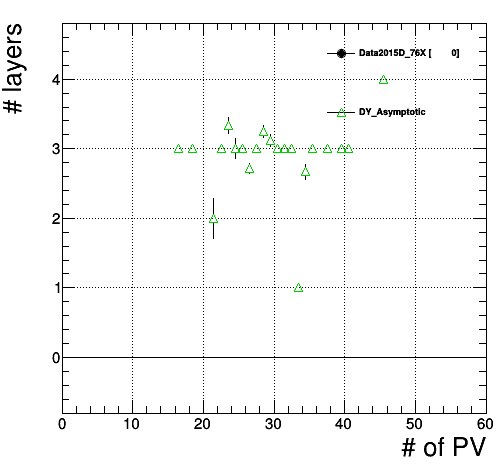 # layers
Data2015D_76X [ 0]
DY_Asymptotic
4
3
2
1
0
0 10 20 30 40 50 60
# of PV